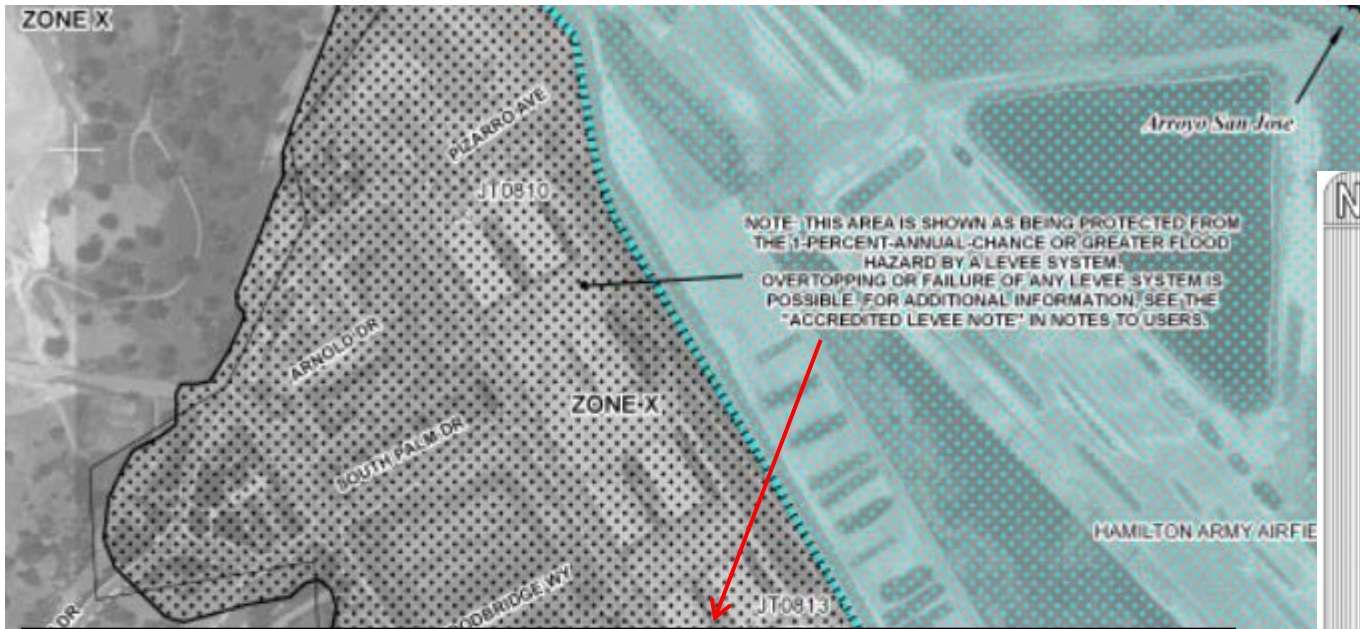 ZONE X
PIZARRO AVE
Arroyo San Jose
JT0810
NOTE: THIS AREA IS SHOWN AS BEING PROTECTED FROM
THE 1-PERCENT-ANNUAL-CHANCE OR GREATER FLOOD
HAZARD BY A LEVEE SYSTEM.
OVERTOPPING OR FAILURE OF ANY LEVEE SYSTEM IS
POSSIBLE. FOR ADDITIONAL INFORMATION, SEE THE
"ACCREDITED LEVEE NOTE" IN NOTES TO USERS.
ARNOLD DR
ZONE X
SOUTH PALM DR
HAMILTON ARMY AIRFIE
ODBRIDGE WY
JT0813
DR
N